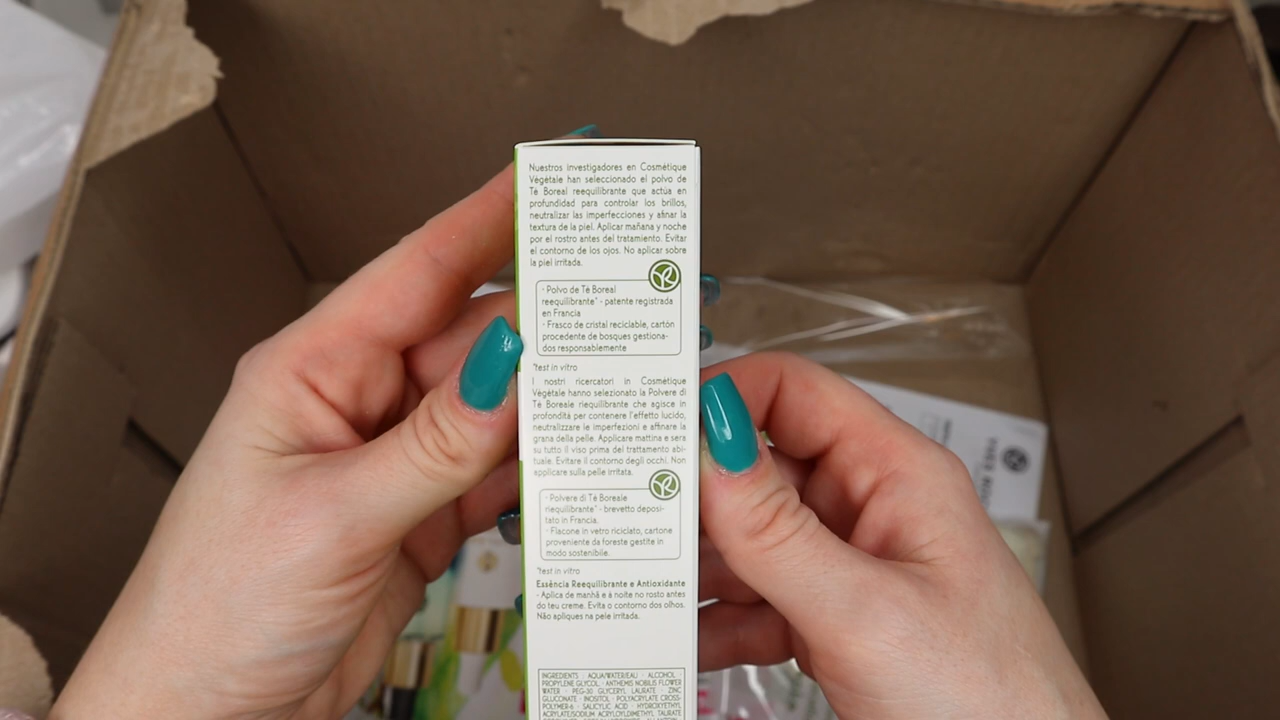 Nuestros investigadores en Cosmétique
Végétale han seleccionado el polvo de
Té Boreal reequilibrante que actúa en
profundidad para controlar los brillos,
neutralizar las imperfecciones y afinar la
textura de la piel. Aplicar mañana y noche
por el rostro antes del tratamiento. Evitar
el contorno de los ojos. No aplicar sobre
la piel irritada.
· Polvo de Té Boreal
reequilibrante* - patente registrada
en Francia
· Frasco de cristal reciclable, cartón
procedente de bosques gestiona-
dos responsablemente
*test in vitro
I nostri ricercatori in Cosmétique
Végétale hanno selezionato la Polvere di
Tè Boreale riequilibrante che agisce in
profondità per contenere l'effetto lucido,
neutralizzare le imperfezioni e affinare la
grana della pelle. Applicare mattina e sera
su tutto il viso prima del trattamento abi-
tuale. Evitare il contorno degli occhi. Non
applicare sulla pelle irritata.
· Polvere di Tè Boreale
riequilibrante* - brevetto deposi-
tato in Francia.
· Flacone in vetro riciclato, cartone
proveniente da foreste gestite in
modo sostenibile.
*test in vitro
Essência Reequilibrante e Antioxidante
- Aplica de manhã e à noite no rosto antes
do teu creme. Evita o contorno dos olhos.
Não apliques na pele irritada.
INGREDIENTS : AQUA/WATER/EAU · ALCOHOL ·
PROPYLENE GLYCOL · ANTHEMIS NOBILIS FLOWER
WATER · PEG-30 GLYCERYL LAURATE · ZINC
GLUCONATE · INOSITOL · POLYACRYLATE CROSS-
POLYMER-6 · SALICYLIC ACID · HYDROXYETHYL
ACRYLATE/SODIUM ACRYLOYLDIMETHYL TAURATE